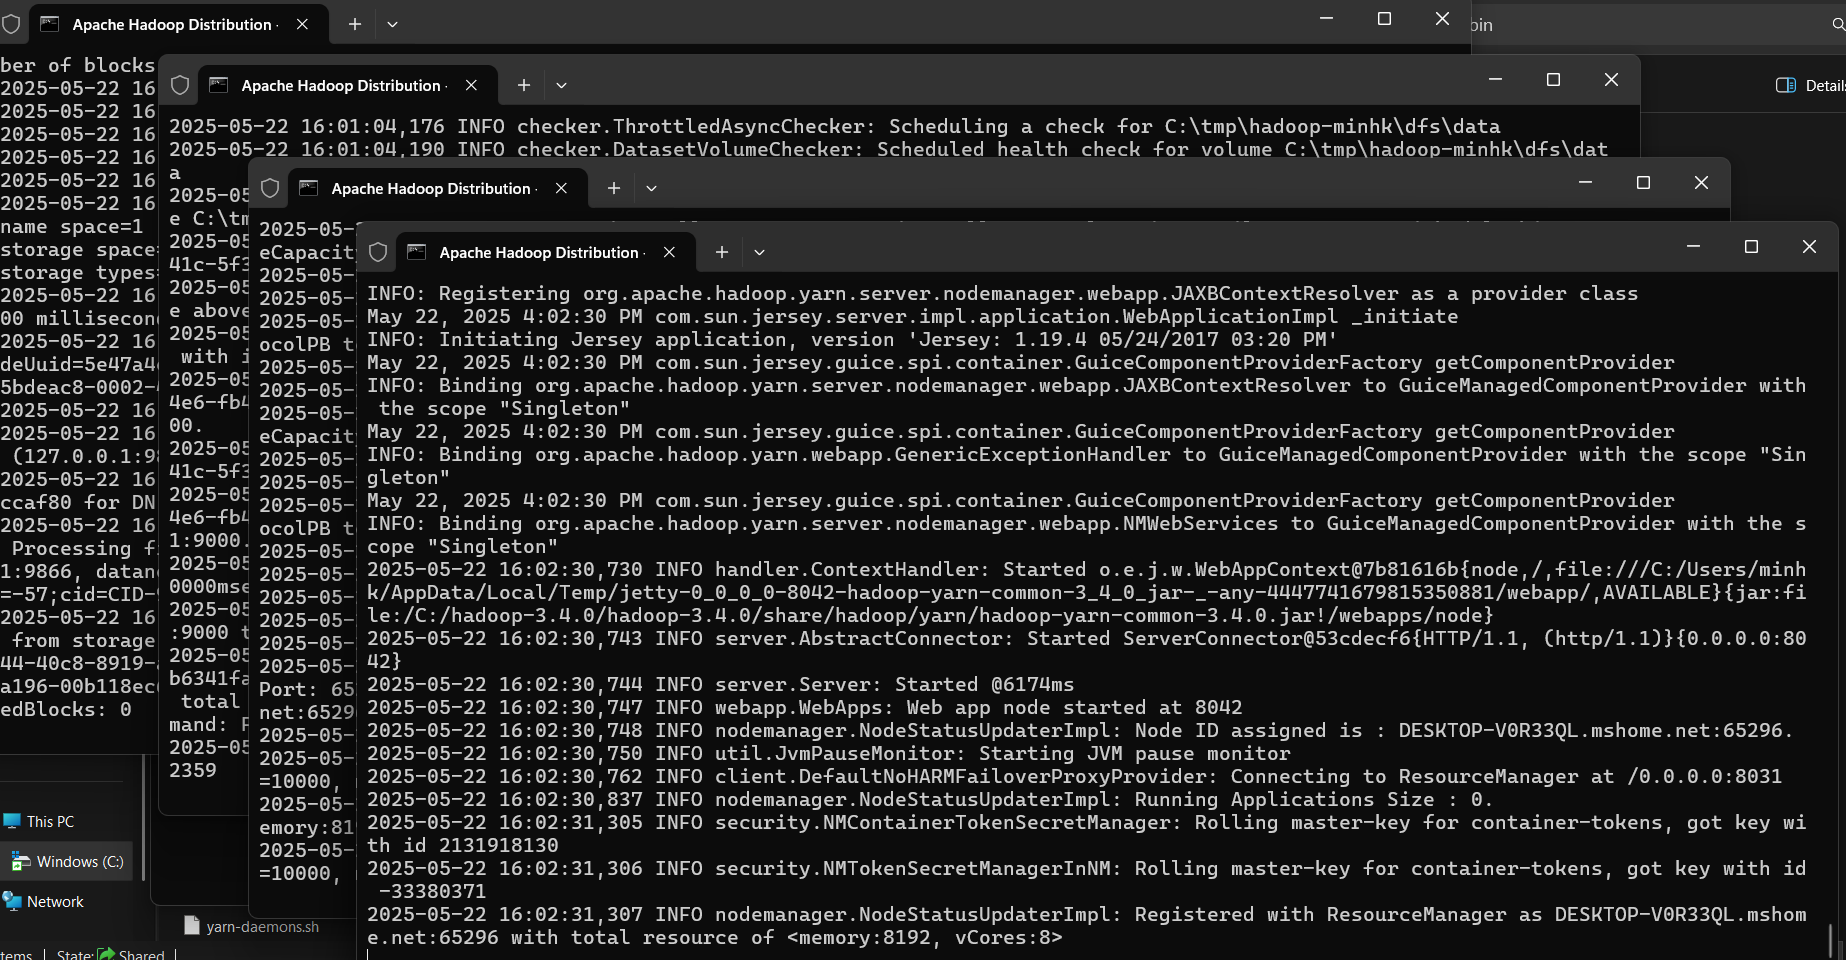 Apache Hadoop Distribution ·
bin
Details
ber of blocks
2025-05-22 16
2025-05-22 16
2025-05-22 16
2025-05-22 16
2025-05-22 16
2025-05-22 16
name space=1
storage space=
storage types=
2025-05-22 16
00 millisecond
2025-05-22 16
deUuid=5e47a4
5bdeac8-0002-4
2025-05-22 16
2025-05-22 16
(127.0.0.1:98
2025-05-22 16
ccaf80 for DN
2025-05-22 16
Processing fi
1:9866, datano
=-57;cid=CID-
2025-05-22 16
from storage
44-40c8-8919-a
a196-00b118ec
edBlocks: 0
This PC
Windows (C:)
Network
tems
State:
Shared
yarn-daemons.sh
Apache Hadoop Distribution ·
2025-05-22 16:01:04,176 INFO checker.ThrottledAsyncChecker: Scheduling a check for C:\tmp\hadoop-minhk\dfs\data
2025-05-22 16:01:04,190 INFO checker.DatasetVolumeChecker: Scheduled health check for volume C:\tmp\hadoop-minhk\dfs\dat
a
2025-05
e C:\tm
2025-05
41c-5f3
2025-05
e above
2025-05
with i
2025-05
4e6-fb4
00.
2025-05
41c-5f3
2025-05
4e6-fb4
1:9000.
2025-05
0000mse
2025-05
:9000 t
2025-05
b6341fa
total
mand: F
2025-05
2359
Apache Hadoop Distribution ·
2025-05-2
eCapacity
2025-05-
2025-05-
2025-05-
ocolPB t
2025-05-
2025-05-
2025-05-
eCapacity
2025-05-
2025-05-
2025-05-
ocolPB t
2025-05-
2025-05-
2025-05-
2025-05-
2025-05-
2025-05-
Port: 65
net:6529
2025-05-
2025-05-
=10000,
2025-05-
emory:819
2025-05-
=10000,
Apache Hadoop Distribution ·
INFO: Registering org.apache.hadoop.yarn.server.nodemanager.webapp.JAXBContextResolver as a provider class
May 22, 2025 4:02:30 PM com.sun.jersey.server.impl.application.WebApplicationImpl _initiate
INFO: Initiating Jersey application, version 'Jersey: 1.19.4 05/24/2017 03:20 PM'
May 22, 2025 4:02:30 PM com.sun.jersey.guice.spi.container.GuiceComponentProviderFactory getComponentProvider
INFO: Binding org.apache.hadoop.yarn.server.nodemanager.webapp.JAXBContextResolver to GuiceManagedComponentProvider with
the scope "Singleton"
May 22, 2025 4:02:30 PM com.sun.jersey.guice.spi.container.GuiceComponentProviderFactory getComponentProvider
INFO: Binding org.apache.hadoop.yarn.webapp.GenericExceptionHandler to GuiceManagedComponentProvider with the scope "Sin
gleton"
May 22, 2025 4:02:30 PM com.sun.jersey.guice.spi.container.GuiceComponentProviderFactory getComponentProvider
INFO: Binding org.apache.hadoop.yarn.server.nodemanager.webapp.NMWebServices to GuiceManagedComponentProvider with the s
cope "Singleton"
2025-05-22 16:02:30,730 INFO handler.ContextHandler: Started o.e.j.w.WebAppContext@7b81616b{node,/,file:///C:/Users/minh
k/AppData/Local/Temp/jetty-0_0_0_0-8042-hadoop-yarn-common-3_4_0_jar-_-any-4447741679815350881/webapp/,AVAILABLE}{jar:fi
le:/C:/hadoop-3.4.0/hadoop-3.4.0/share/hadoop/yarn/hadoop-yarn-common-3.4.0.jar!/webapps/node}
2025-05-22 16:02:30,743 INFO server.AbstractConnector: Started ServerConnector@53cdecf6{HTTP/1.1, (http/1.1)}{0.0.0.0:80
42}
2025-05-22 16:02:30,744 INFO server.Server: Started @6174ms
2025-05-22 16:02:30,747 INFO webapp.WebApps: Web app node started at 8042
2025-05-22 16:02:30,748 INFO nodemanager.NodeStatusUpdaterImpl: Node ID assigned is : DESKTOP-V0R33QL.mshome.net:65296.
2025-05-22 16:02:30,750 INFO util.JvmPauseMonitor: Starting JVM pause monitor
2025-05-22 16:02:30,762 INFO client.DefaultNoHARMFailoverProxyProvider: Connecting to ResourceManager at /0.0.0.0:8031
2025-05-22 16:02:30,837 INFO nodemanager.NodeStatusUpdaterImpl: Running Applications Size : 0.
2025-05-22 16:02:31,305 INFO security.NMContainerTokenSecretManager: Rolling master-key for container-tokens, got key wi
th id 2131918130
2025-05-22 16:02:31,306 INFO security.NMTokenSecretManagerInNM: Rolling master-key for container-tokens, got key with id
-33380371
2025-05-22 16:02:31,307 INFO nodemanager.NodeStatusUpdaterImpl: Registered with ResourceManager as DESKTOP-V0R33QL.mshom
e.net:65296 with total resource of <memory:8192, vCores:8>